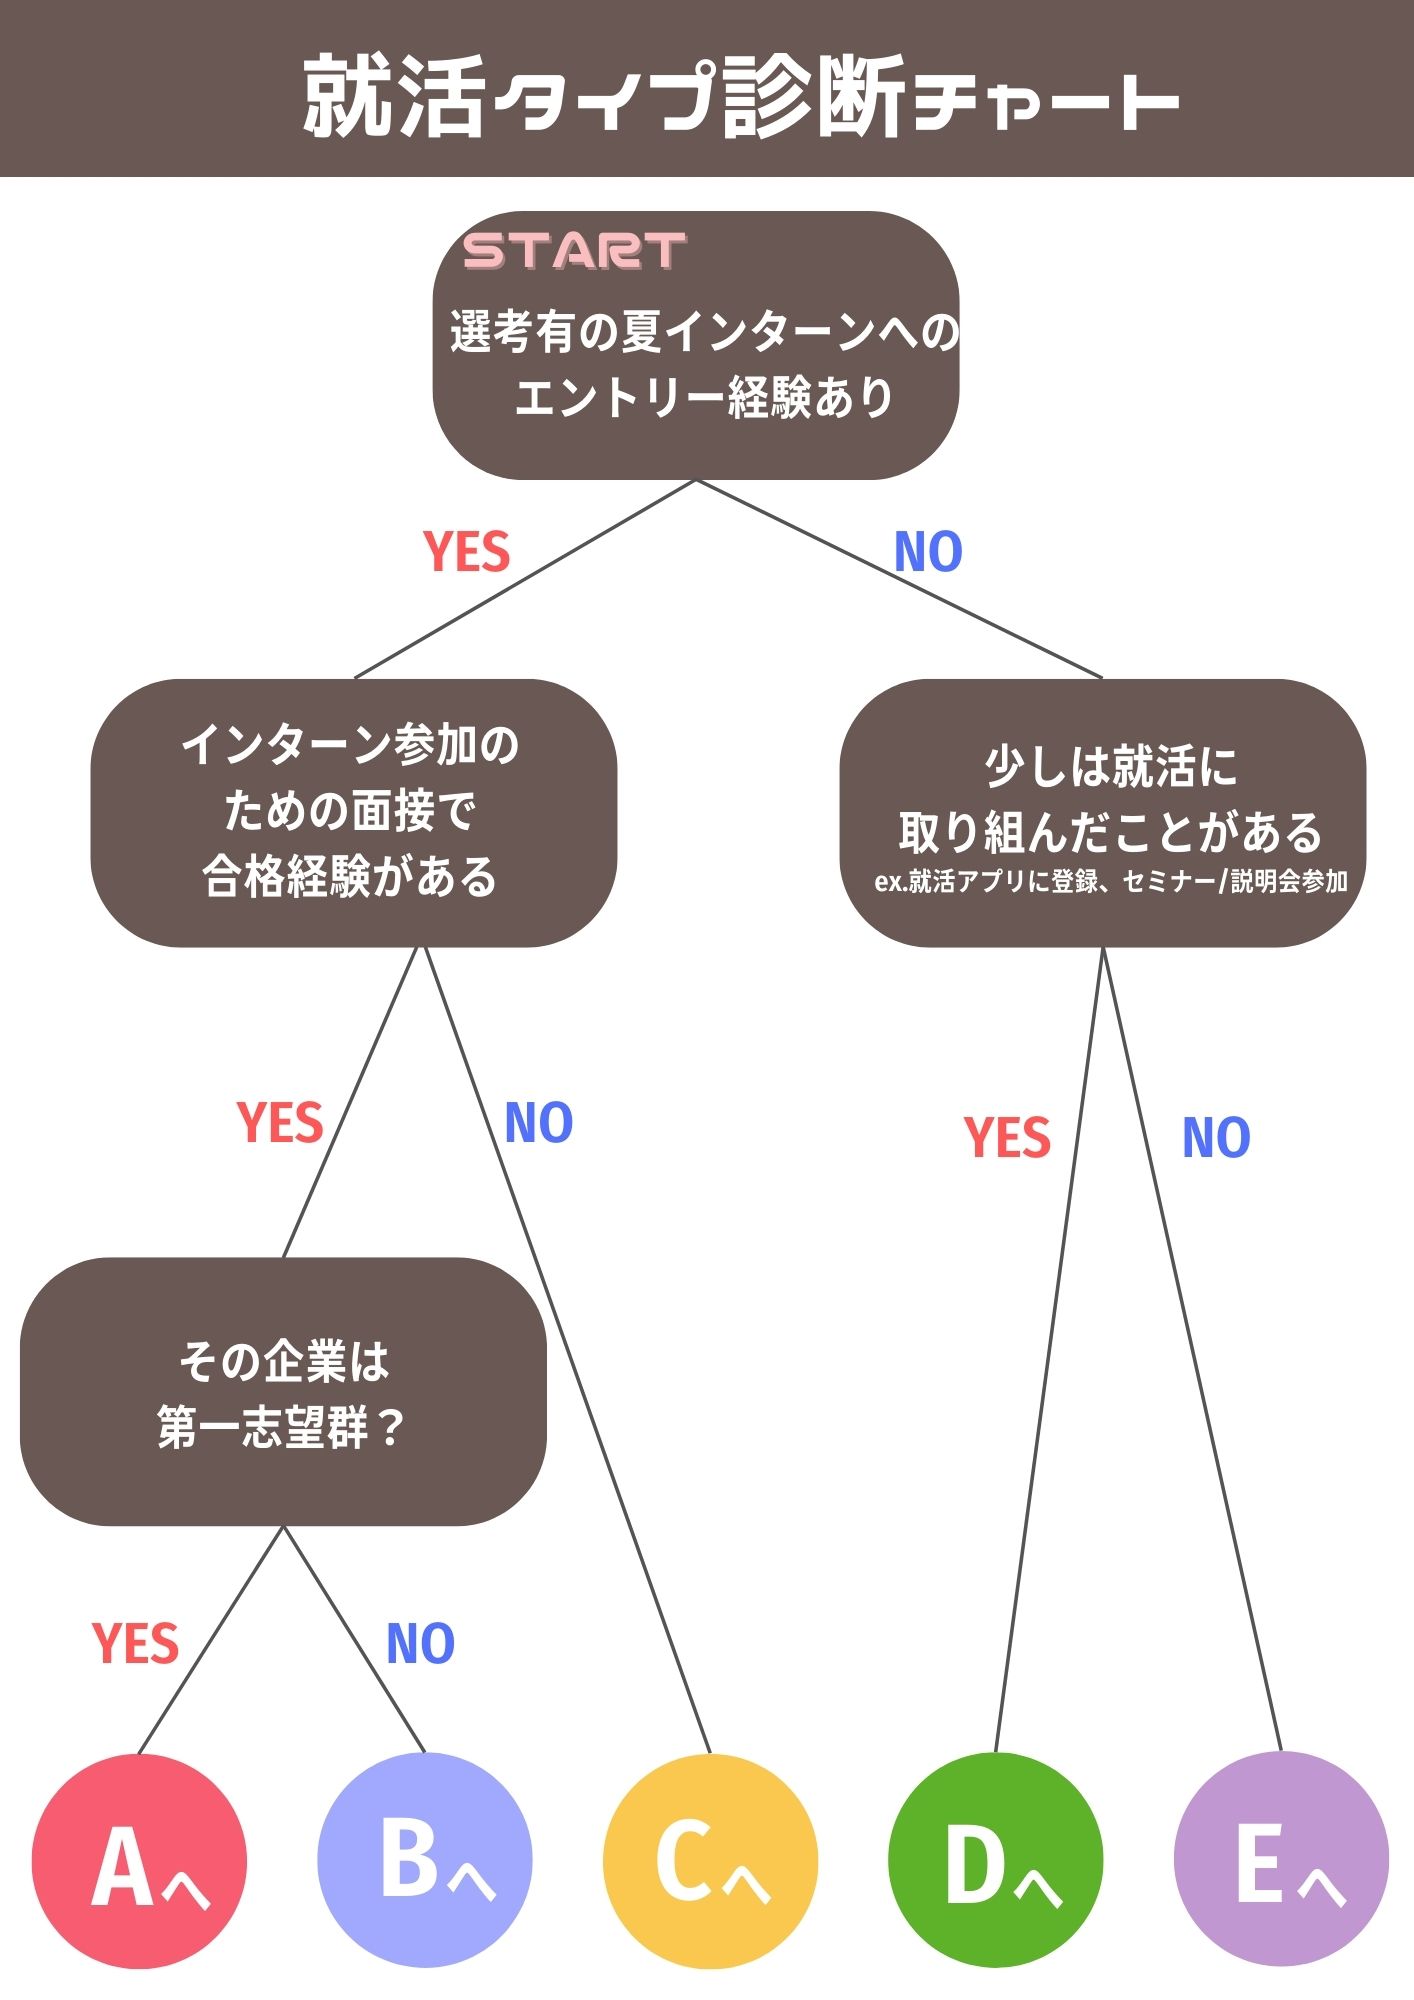 就活タイプ診断チャート
START
選考有の夏インターンへの
エントリー経験あり
YES
NO
インターン参加の
ための面接で
合格経験がある
少しは就活に
取り組んだことがある
ex.就活アプリに登録、セミナー/説明会参加
YES
NO
YES
NO
その企業は
第一志望群？
YES
NO
Aへ
Bへ
Cへ
Dへ
Eへ